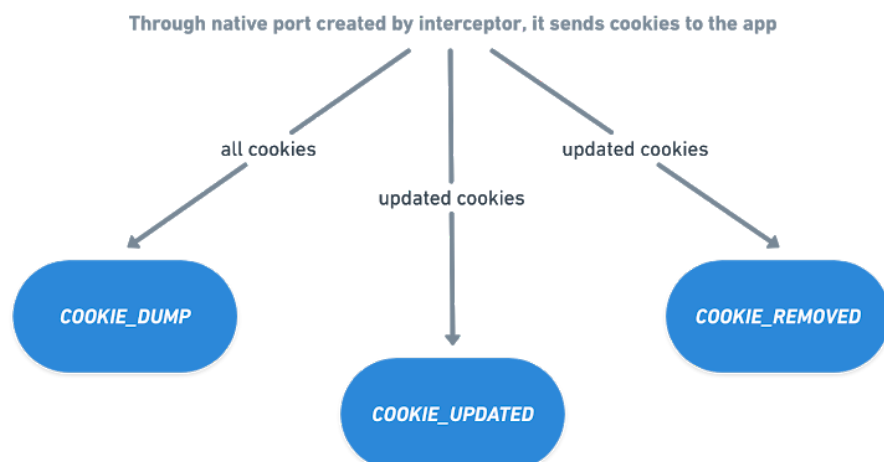 Through native port created by interceptor, it sends cookies to the app
all cookies
updated cookies
updated cookies
COOKIE_DUMP
COOKIE_REMOVED
COOKIE_UPDATED